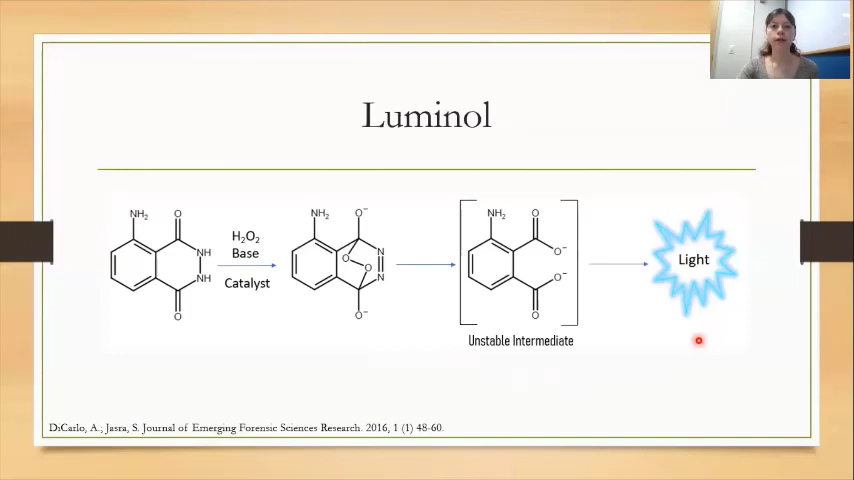 Luminol
NH2
O
NH
NH
O
H2O2
Base
Catalyst
NH2
O−
N
O
O
N
O−
NH2
O
O−
O−
O
Unstable Intermediate
Light
DiCarlo, A.; Jasra, S. Journal of Emerging Forensic Sciences Research. 2016, 1 (1) 48-60.